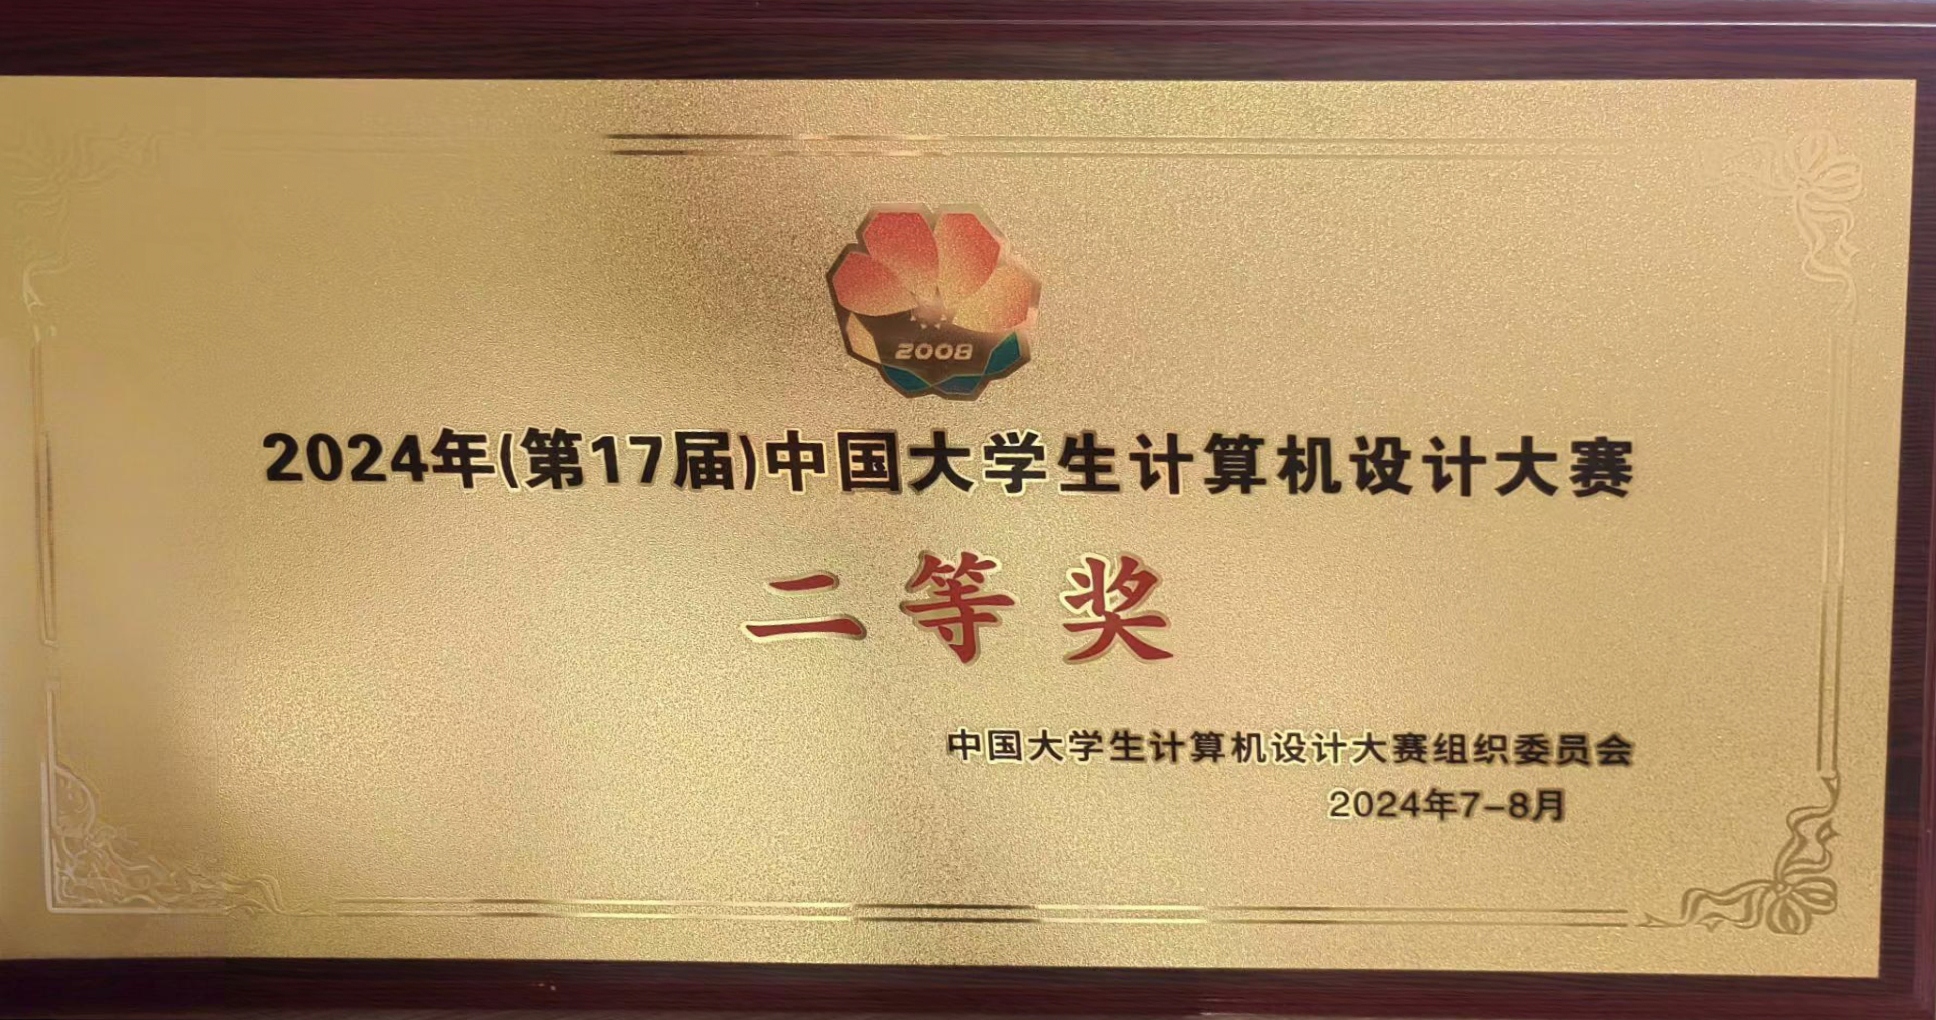 2008
2024年(第17届)中国大学生计算机设计大赛
二等奖
中国大学生计算机设计大赛组织委员会
2024年7-8月